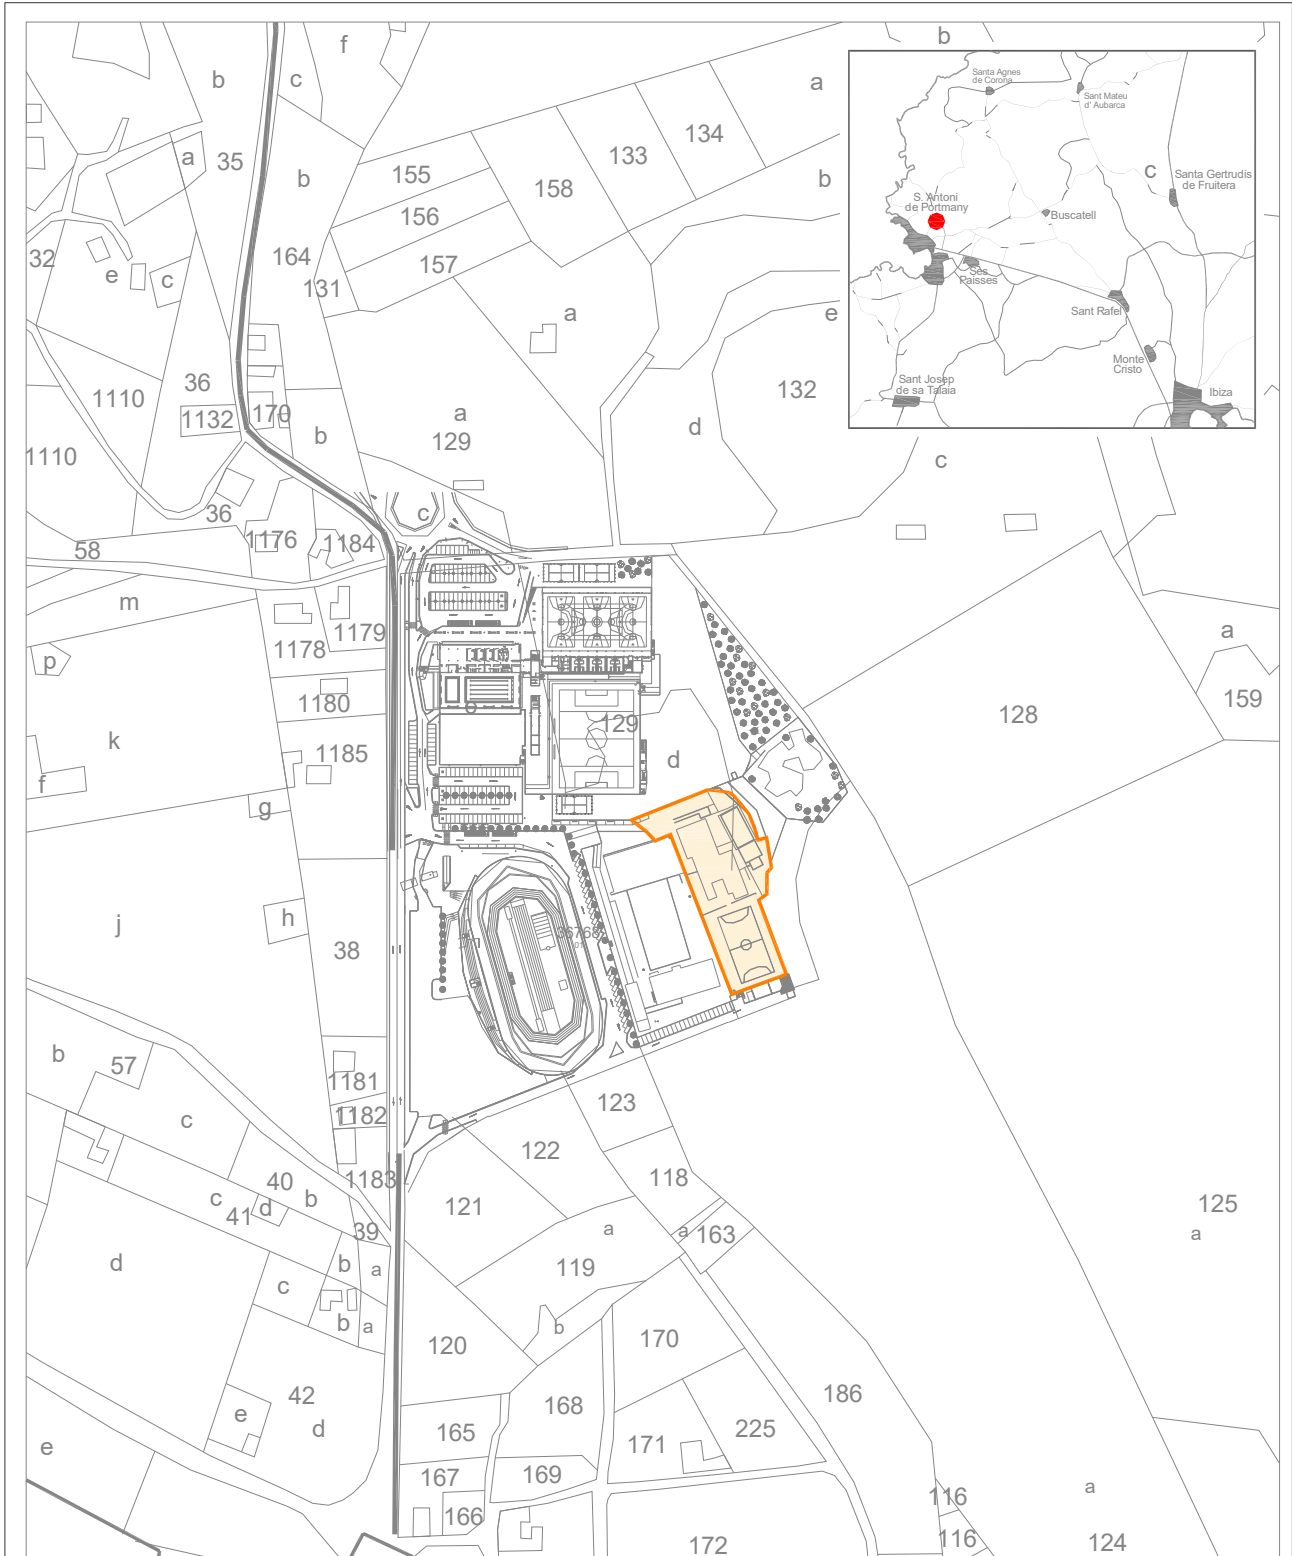 b
f
b
c
a
134
133
35
a
155
b
158
b
156
164
157
131
32
e
c
a
e
132
36
1110
1132
170
b
a
129
d
c
1110
c
36
1176
1184
58
m
1179
1178
p
1180
a
159
128
129
e
k
1185
d
f
g
j
h
38
b
57
1181
c
1182
123
122
118
40
1183
c
d
b
41
121
39
a
a
163
125
a
d
b
a
119
c
b
a
b
120
170
42
186
168
e
d
165
225
e
171
167
169
a
116
166
116
172
124
Santa Agnes
de Corona
Sant Mateu
d' Aubarca
c
Santa Gertrudis
de Fruitera
S. Antoni
de Portmany
Buscatell
Ses
Paisses
Sant Rafel
Monte
Cristo
Sant Josep
de sa Talaia
Ibiza